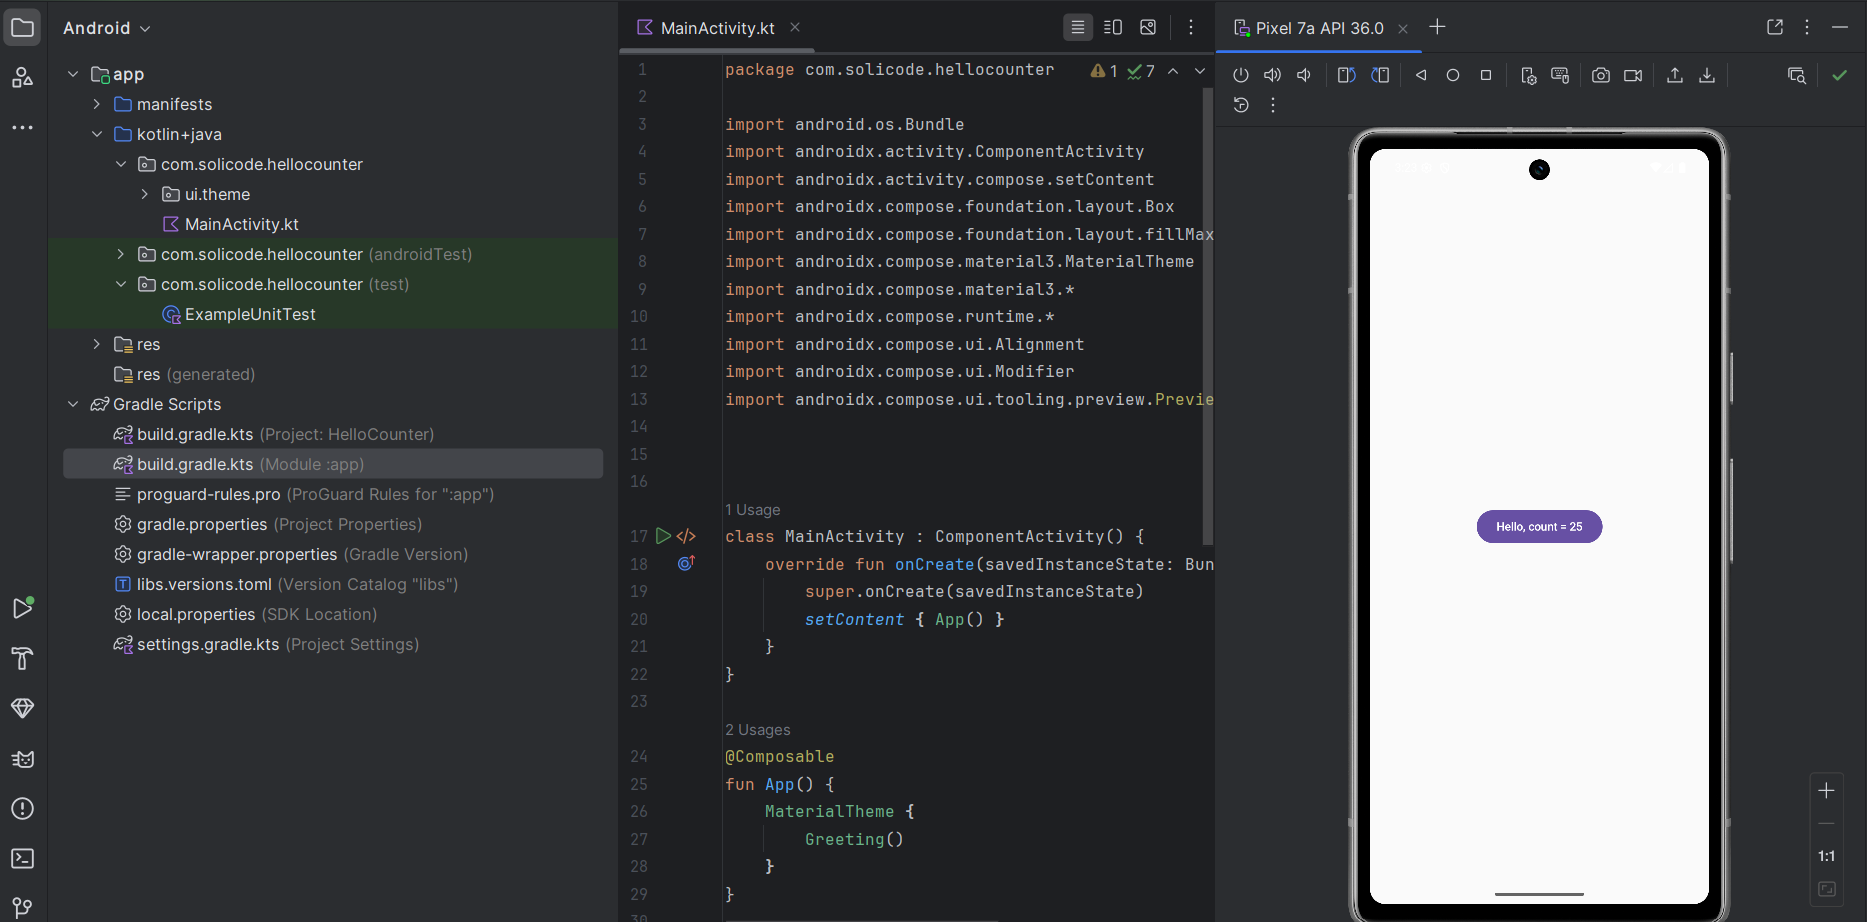 Android
app
manifests
kotlin+java
com.solicode.hellocounter
ui.theme
MainActivity.kt
com.solicode.hellocounter (androidTest)
com.solicode.hellocounter (test)
ExampleUnitTest
res
res (generated)
Gradle Scripts
build.gradle.kts (Project: HelloCounter)
build.gradle.kts (Module :app)
proguard-rules.pro (ProGuard Rules for ":app")
gradle.properties (Project Properties)
gradle-wrapper.properties (Gradle Version)
libs.versions.toml (Version Catalog "libs")
local.properties (SDK Location)
settings.gradle.kts (Project Settings)
MainActivity.kt
1 package com.solicode.hellocounter 1 7
2
3 import android.os.Bundle
4 import androidx.activity.ComponentActivity
5 import androidx.activity.compose.setContent
6 import androidx.compose.foundation.layout.Box
7 import androidx.compose.foundation.layout.fillMax
8 import androidx.compose.material3.MaterialTheme
9 import androidx.compose.material3.*
10 import androidx.compose.runtime.*
11 import androidx.compose.ui.Alignment
12 import androidx.compose.ui.Modifier
13 import androidx.compose.ui.tooling.preview.Previe
14
15
16
1 Usage
17 class MainActivity : ComponentActivity() {
18 override fun onCreate(savedInstanceState: Bun
19 super.onCreate(savedInstanceState)
20 setContent { App() }
21 }
22 }
23
2 Usages
24 @Composable
25 fun App() {
26 MaterialTheme {
27 Greeting()
28 }
29 }
30
Pixel 7a API 36.0
Hello, count = 25
1:1